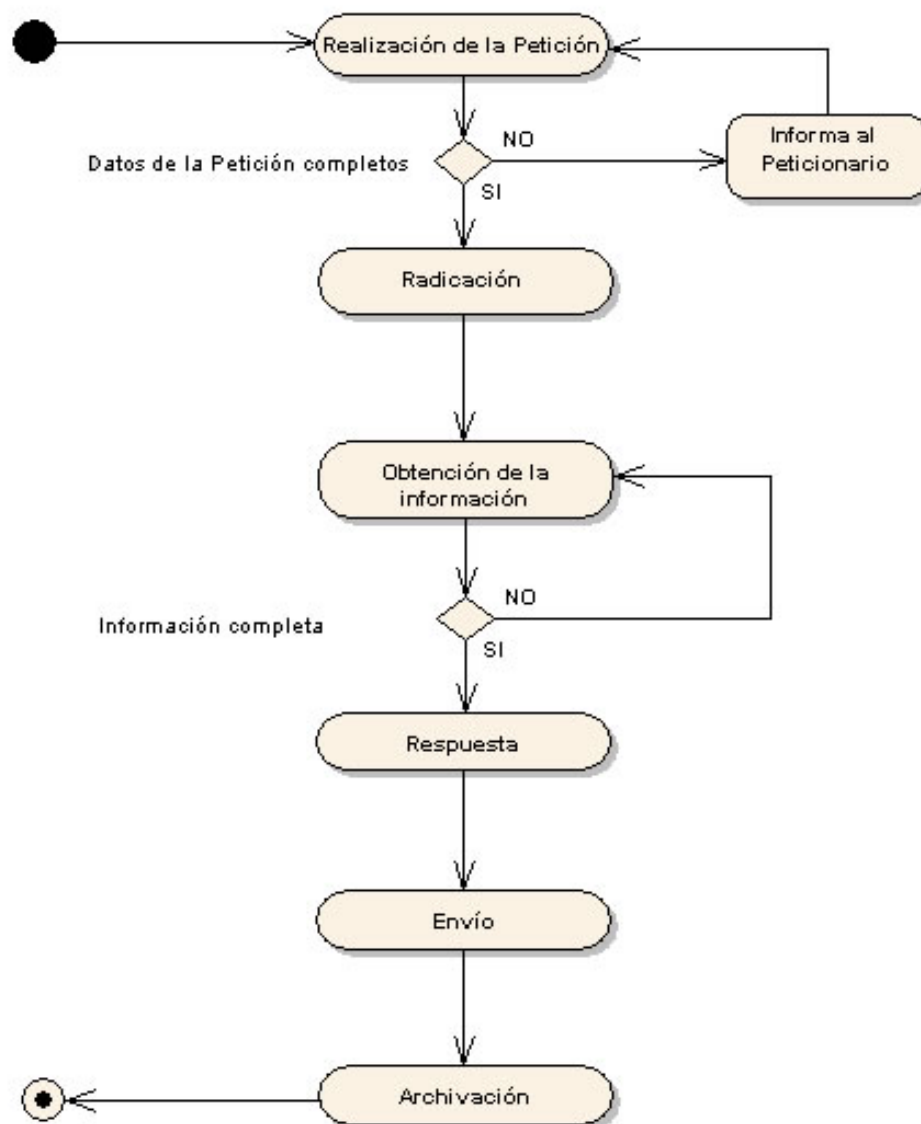 Realización de la Petición
Informa al
Peticionario
NO
Datos de la Petición completos
SI
Radicación
Obtención de la
información
NO
Información completa
SI
Respuesta
Envío
Archivación